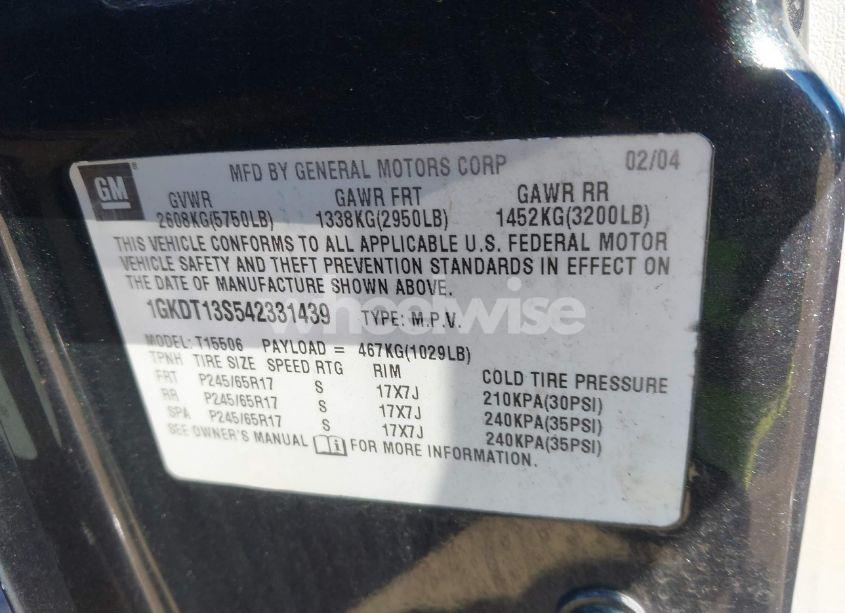 GM
MFD BY GENERAL MOTORS CORP 02/04
GVWR GAWR FRT GAWR RR
2608KG(5750LB) 1338KG(2950LB) 1452KG(3200LB)
THIS VEHICLE CONFORMS TO ALL APPLICABLE U.S. FEDERAL MOTOR
VEHICLE SAFETY AND THEFT PREVENTION STANDARDS IN EFFECT ON
THE DATE OF MANUFACTURE SHOWN ABOVE.
1GKDT13S542331439 TYPE: M.P.V.
wheelwise
MODEL: T15506 PAYLOAD = 467KG(1029LB)
TPNH TIRE SIZE SPEED RTG RIM COLD TIRE PRESSURE
FRT P245/65R17 S 17X7J 210KPA(30PSI)
RR P245/65R17 S 17X7J 240KPA(35PSI)
SPA P245/65R17 S 17X7J 240KPA(35PSI)
SEE OWNER'S MANUAL FOR MORE INFORMATION.